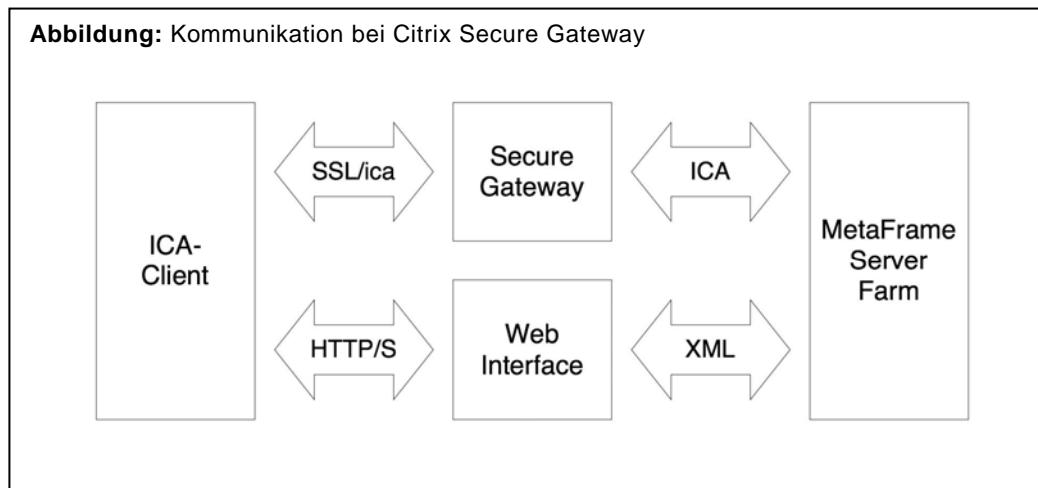 Abbildung: Kommunikation bei Citrix Secure Gateway
ICA-
Client
SSL/ica
Secure
Gateway
ICA
MetaFrame
Server
Farm
HTTP/S
Web
Interface
XML